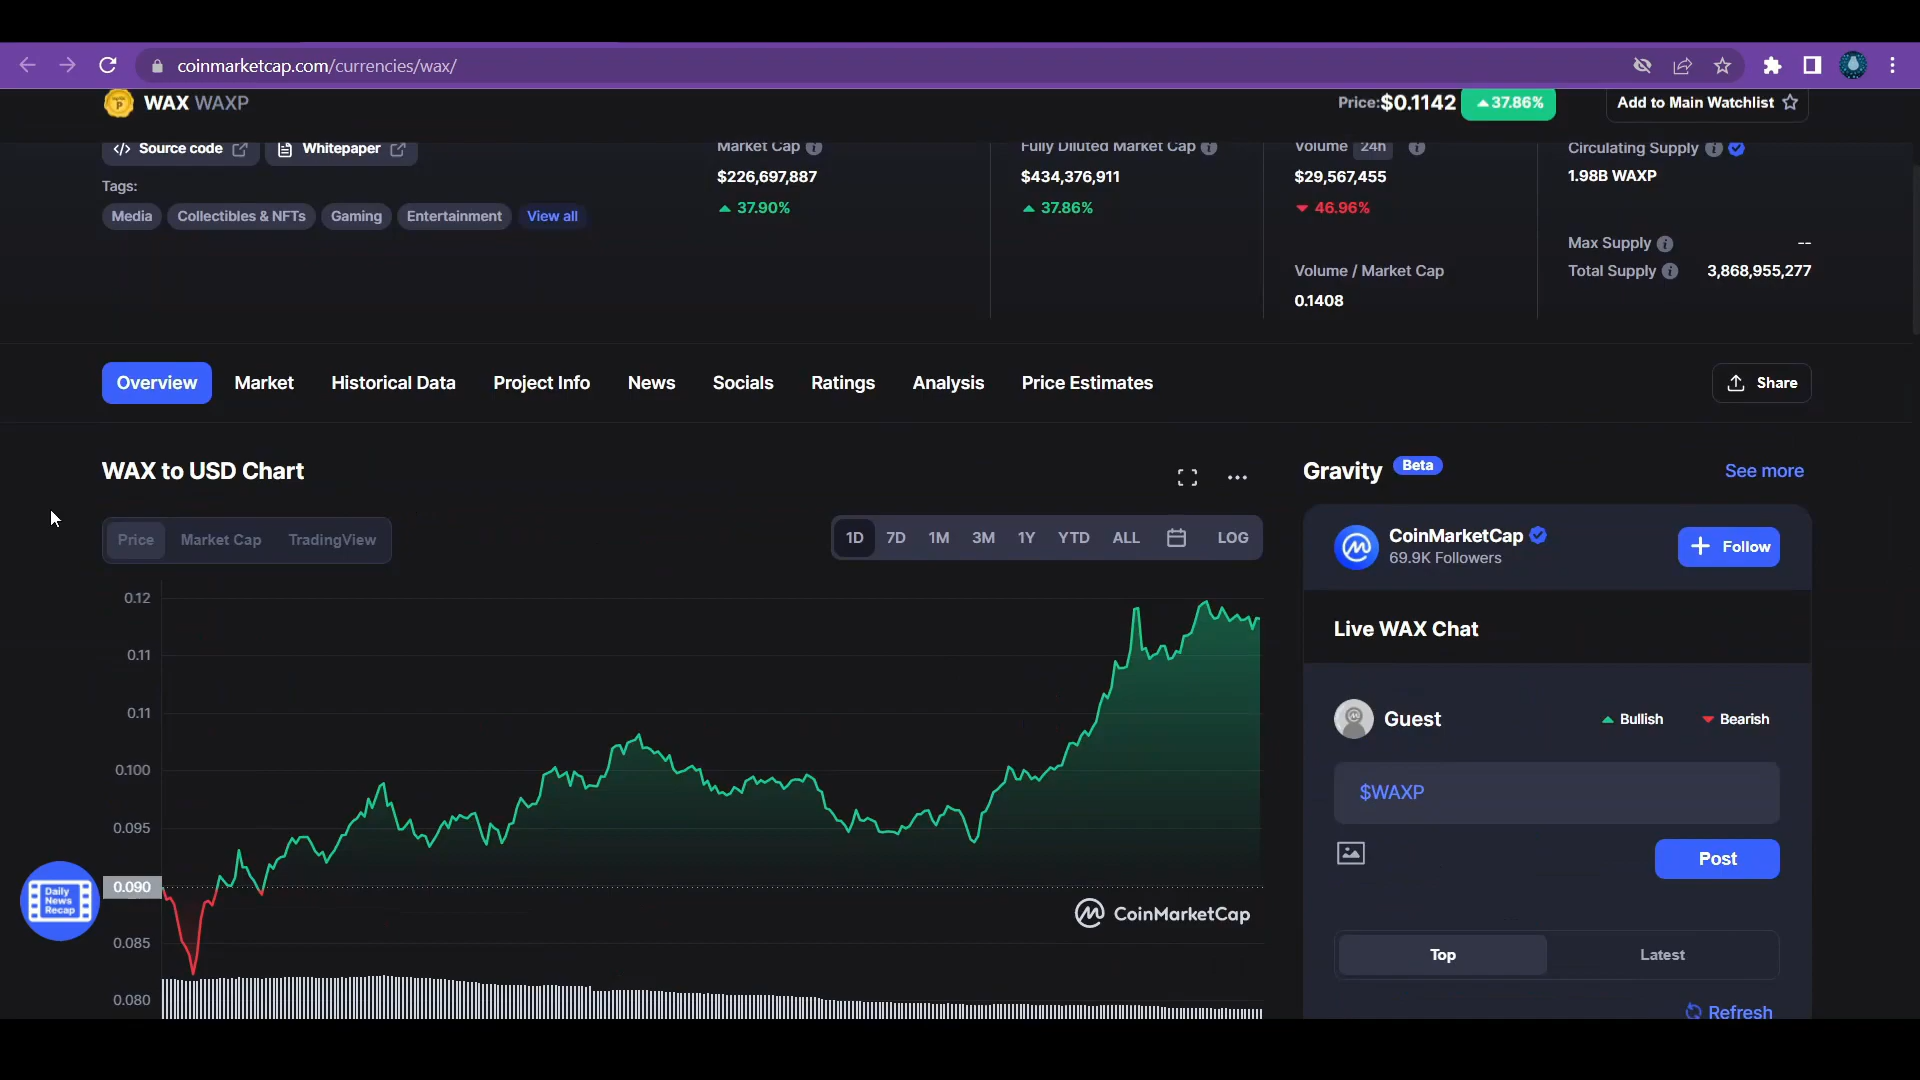 coinmarketcap.com/currencies/wax/
WAX WAXP
Price:$0.1142 37.86%
Add to Main Watchlist
Source code
Whitepaper
Tags:
Media
Collectibles & NFTs
Gaming
Entertainment
View all
Market Cap
$226,697,887
37.90%
Fully Diluted Market Cap
$434,376,911
37.86%
Volume 24h
$29,567,455
46.96%
Volume / Market Cap
0.1408
Circulating Supply
1.98B WAXP
Max Supply --
Total Supply 3,868,955,277
Overview
Market
Historical Data
Project Info
News
Socials
Ratings
Analysis
Price Estimates
Share
WAX to USD Chart
Price
Market Cap
TradingView
1D
7D
1M
3M
1Y
YTD
ALL
LOG
0.12
0.11
0.11
0.100
0.095
0.090
0.085
0.080
CoinMarketCap
Daily
News
Recap
Gravity Beta
See more
CoinMarketCap
69.9K Followers
Follow
Live WAX Chat
Guest
Bullish
Bearish
$WAXP
Post
Top
Latest
Refresh